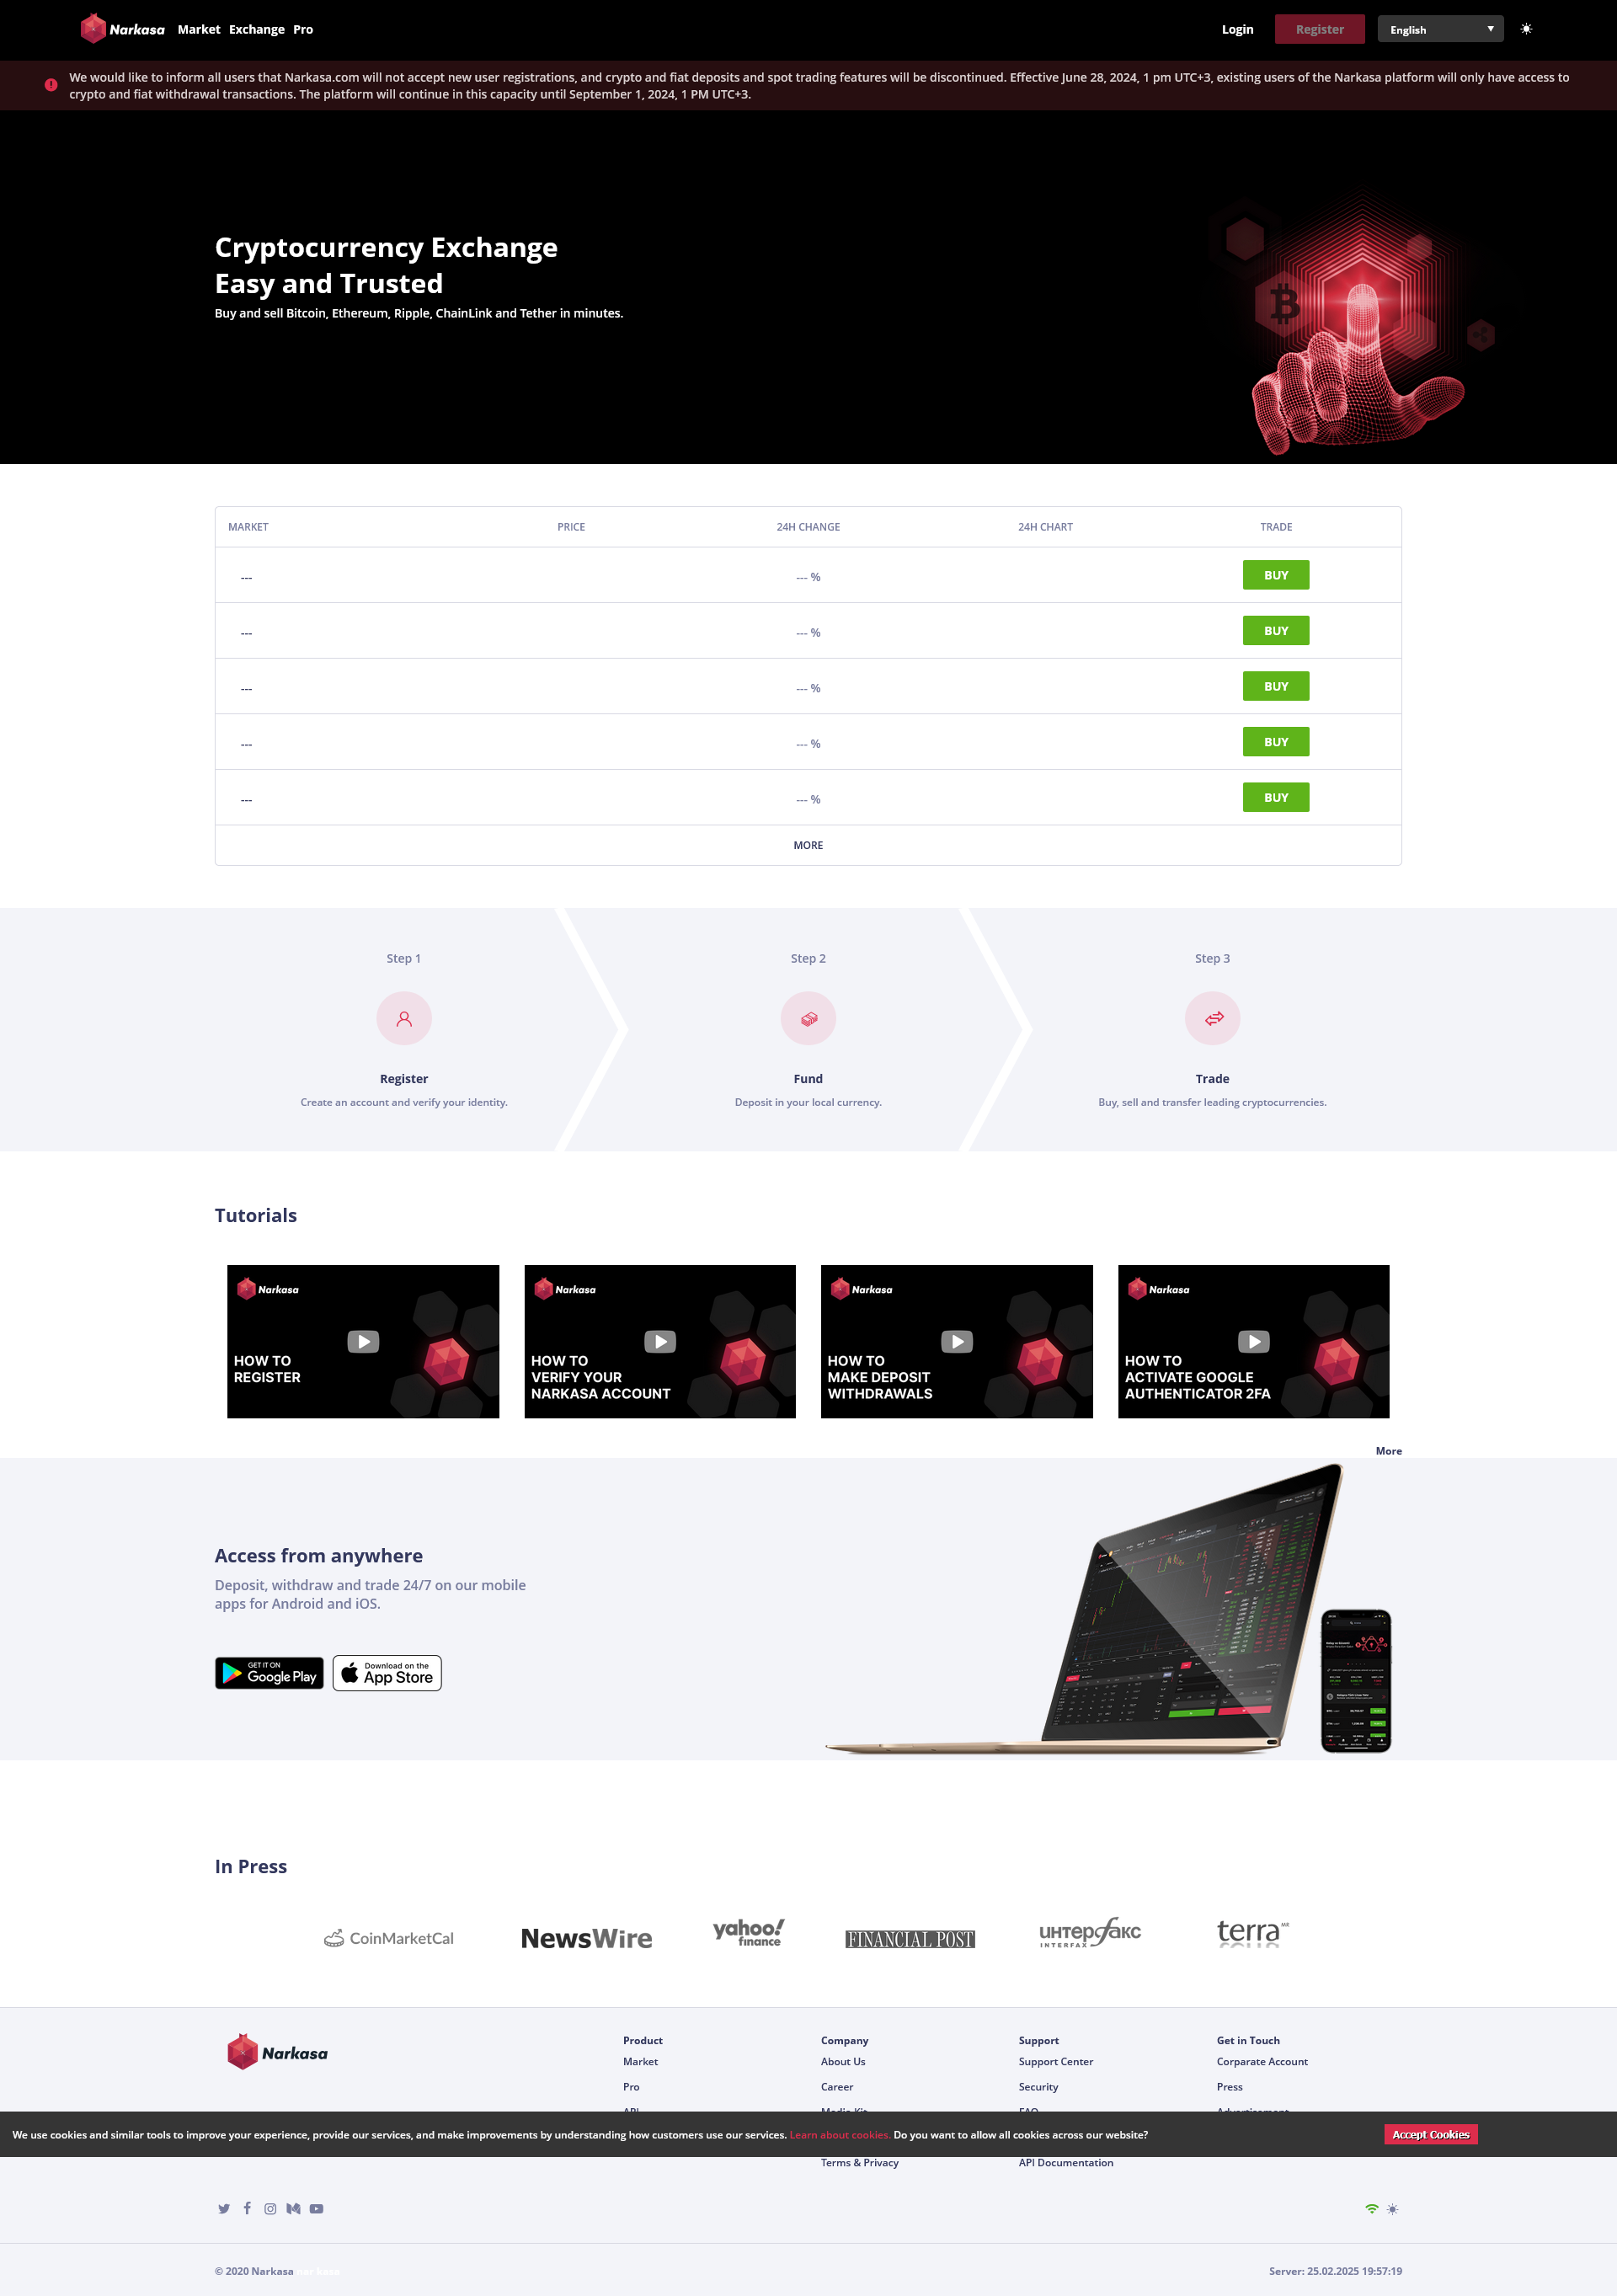 Narkasa Market Exchange Pro Login Register English
We would like to inform all users that Narkasa.com will not accept new user registrations, and crypto and fiat deposits and spot trading features will be discontinued. Effective June 28, 2024, 1 pm UTC+3, existing users of the Narkasa platform will only have access to
crypto and fiat withdrawal transactions. The platform will continue in this capacity until September 1, 2024, 1 PM UTC+3.
Cryptocurrency Exchange
Easy and Trusted
Buy and sell Bitcoin, Ethereum, Ripple, ChainLink and Tether in minutes.
MARKET PRICE 24H CHANGE 24H CHART TRADE
--- --- % BUY
--- --- % BUY
--- --- % BUY
--- --- % BUY
--- --- % BUY
MORE
Step 1 Step 2 Step 3
Register Fund Trade
Create an account and verify your identity. Deposit in your local currency. Buy, sell and transfer leading cryptocurrencies.
Tutorials
Narkasa
HOW TO
REGISTER
Narkasa
HOW TO
VERIFY YOUR
NARKASA ACCOUNT
Narkasa
HOW TO
MAKE DEPOSIT
WITHDRAWALS
Narkasa
HOW TO
ACTIVATE GOOGLE
AUTHENTICATOR 2FA
More
Access from anywhere
Deposit, withdraw and trade 24/7 on our mobile
apps for Android and iOS.
GET IT ON
Google Play
Download on the
App Store
In Press
CoinMarketCal
NewsWire
yahoo!
finance
FINANCIAL POST
интерфакс
INTERFAX
terra
Narkasa
Product Company Support Get in Touch
Market About Us Support Center Corparate Account
Pro Career Security Press
We use cookies and similar tools to improve your experience, provide our services, and make improvements by understanding how customers use our services. Learn about cookies. Do you want to allow all cookies across our website? Accept Cookies
Terms & Privacy API Documentation
© 2020 Narkasa
Server: 25.02.2025 19:57:19